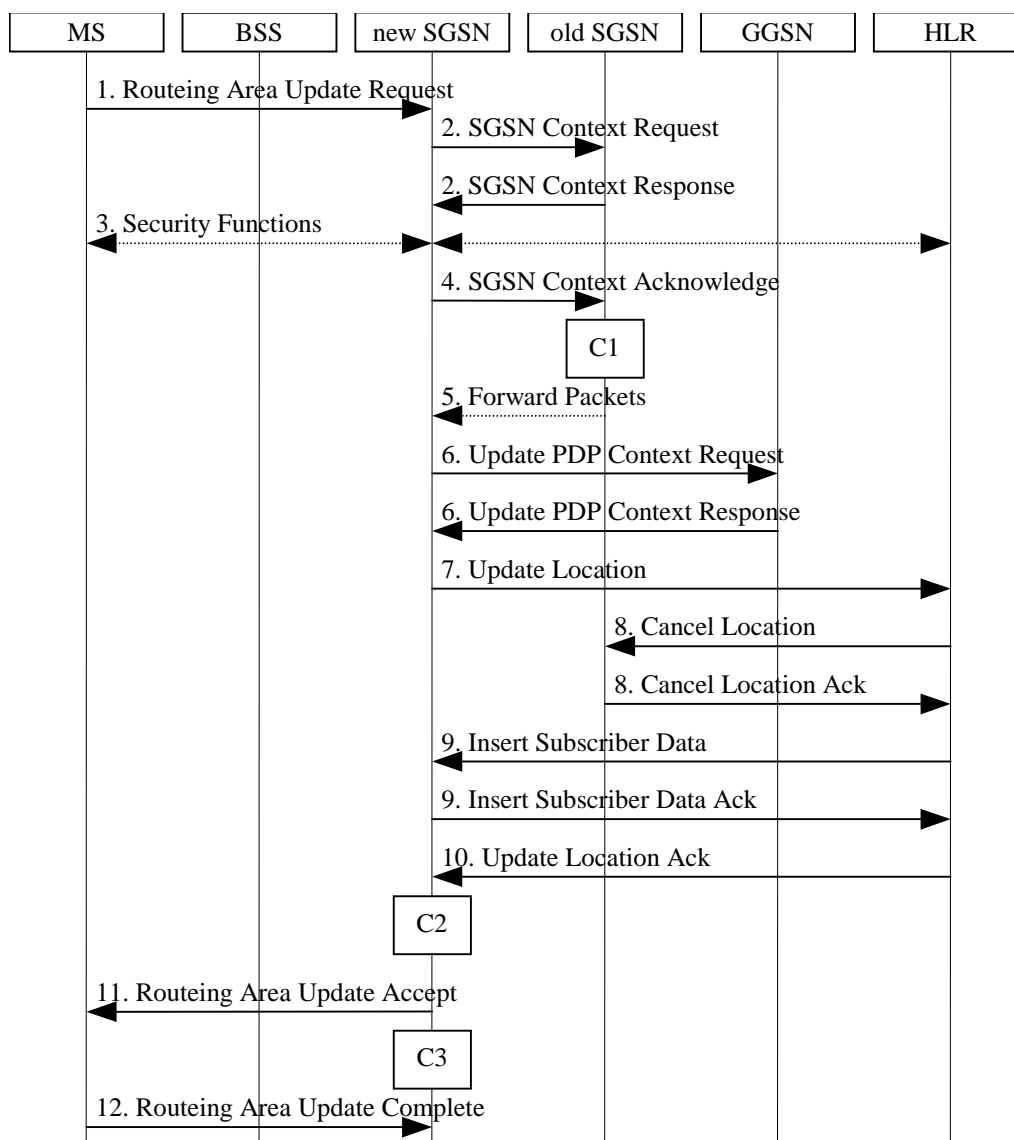 MS BSS new SGSN old SGSN GGSN HLR
1. Routeing Area Update Request
2. SGSN Context Request
2. SGSN Context Response
3. Security Functions
4. SGSN Context Acknowledge
C1
5. Forward Packets
6. Update PDP Context Request
6. Update PDP Context Response
7. Update Location
8. Cancel Location
8. Cancel Location Ack
9. Insert Subscriber Data
9. Insert Subscriber Data Ack
10. Update Location Ack
C2
11. Routeing Area Update Accept
C3
12. Routeing Area Update Complete